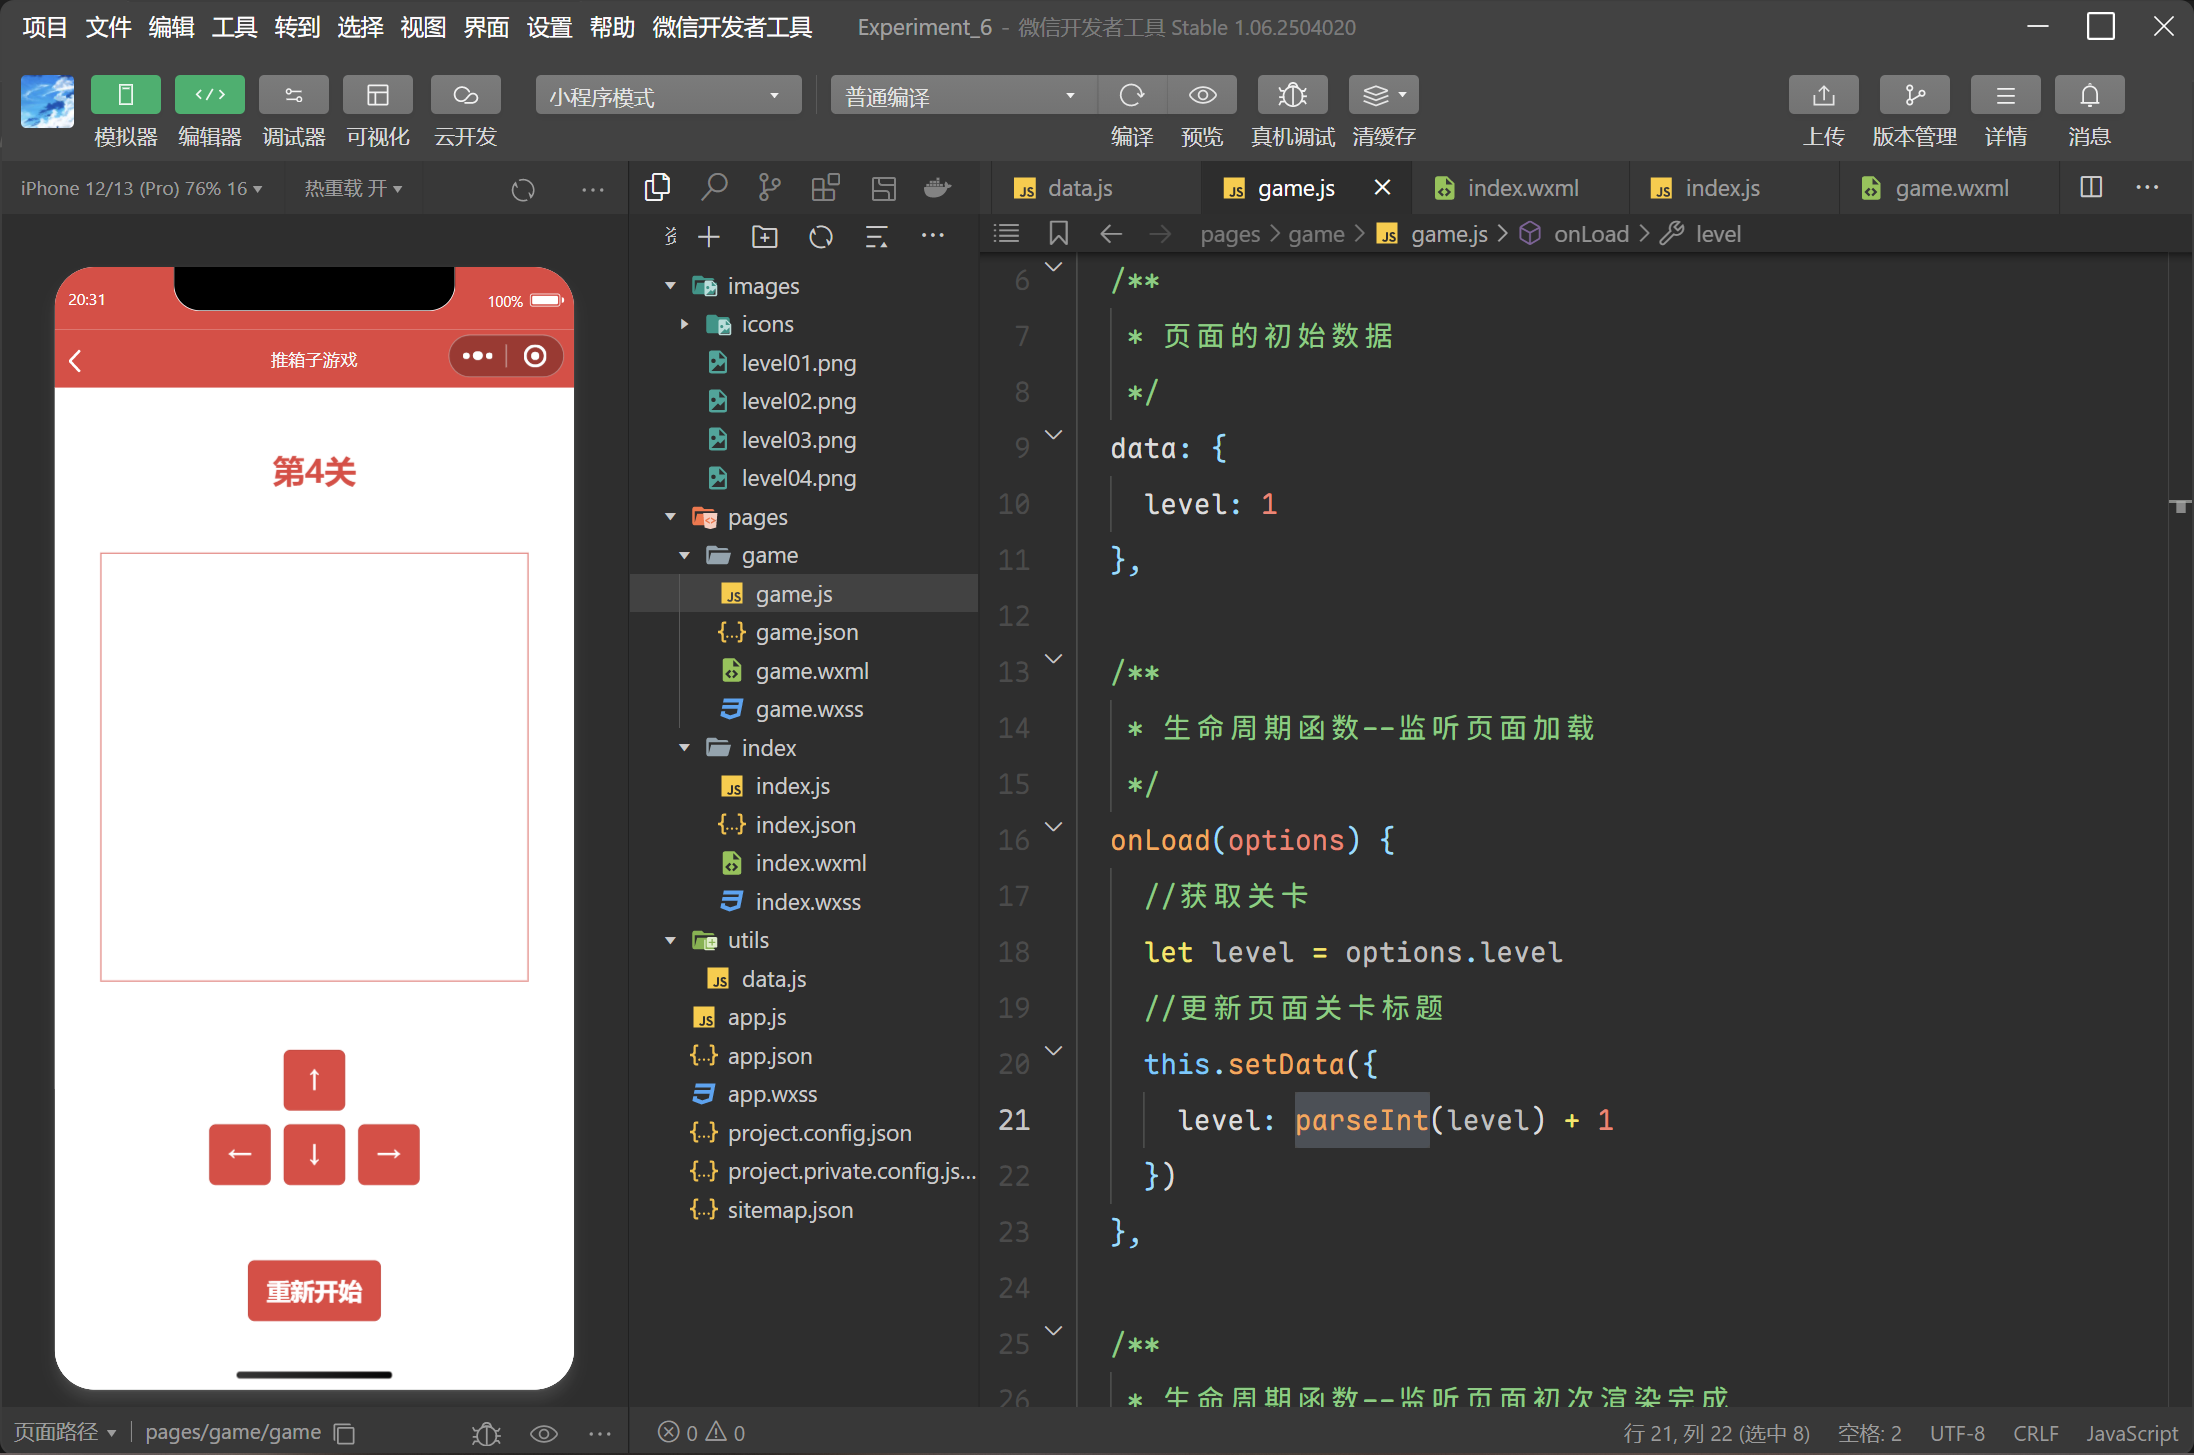 项目 文件 编辑 工具 转到 选择 视图 界面 设置 帮助 微信开发者工具 Experiment_6 - 微信开发者工具 Stable 1.06.2504020
小程序模式 普通编译
模拟器 编辑器 调试器 可视化 云开发 编译 预览 真机调试 清缓存 上传 版本管理 详情 消息
iPhone 12/13 (Pro) 76% 16 热重载 开
data.js game.js index.wxml index.js game.wxml
pages > game > game.js > onLoad > level
20:31 100%
推箱子游戏
第4关
↑
← ↓ →
重新开始
images
icons
level01.png
level02.png
level03.png
level04.png
pages
game
game.js
game.json
game.wxml
game.wxss
index
index.js
index.json
index.wxml
index.wxss
utils
data.js
app.js
app.json
app.wxss
project.config.json
project.private.config.js...
sitemap.json
6 /**
7 * 页面的初始数据
8 */
9 data: {
10 level: 1
11 },
12
13 /**
14 * 生命周期函数--监听页面加载
15 */
16 onLoad(options) {
17 //获取关卡
18 let level = options.level
19 //更新页面关卡标题
20 this.setData({
21 level: parseInt(level) + 1
22 })
23 },
24
25 /**
26 * 生命周期函数--监听页面初次渲染完成
页面路径 pages/game/game 0 0 行 21, 列 22 (选中 8) 空格: 2 UTF-8 CRLF JavaScript